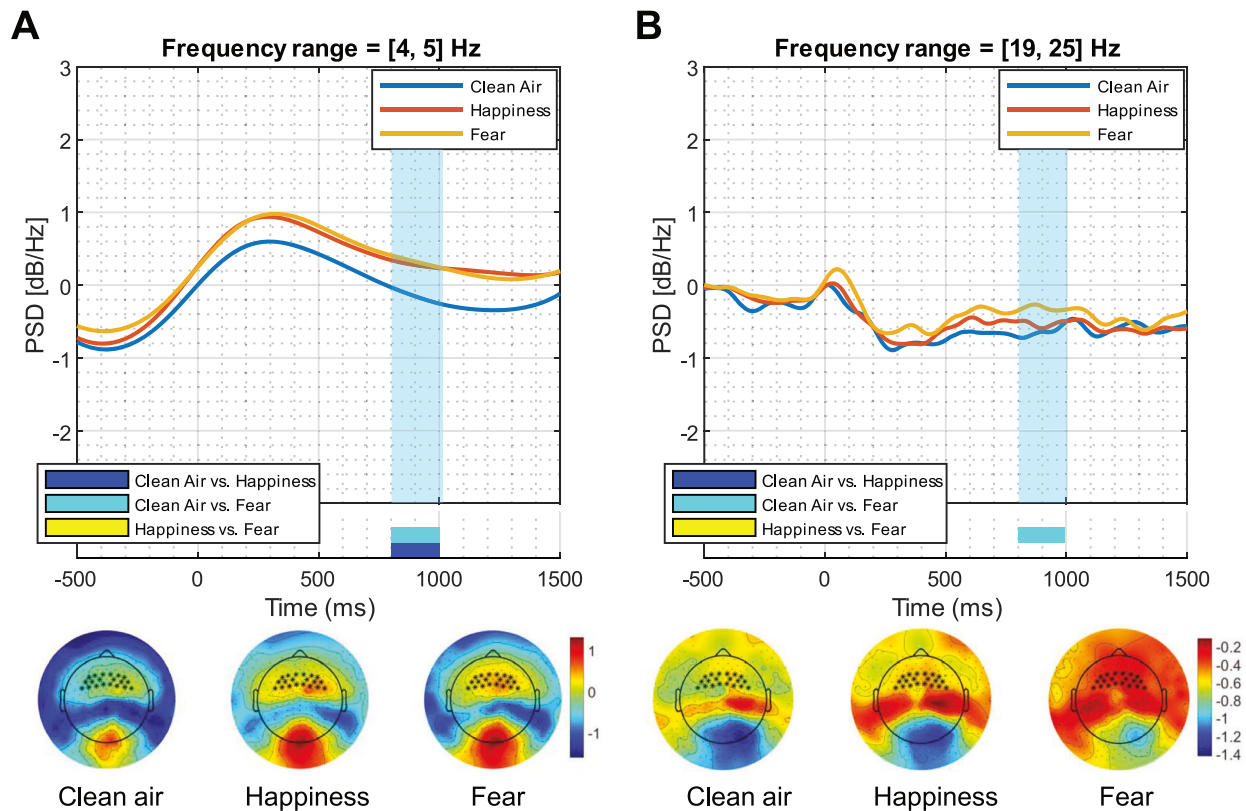 A
Frequency range = [4, 5] Hz
3
2
1
0
-1
-2
PSD [dB/Hz]
Clean Air
Happiness
Fear
Clean Air vs. Happiness
Clean Air vs. Fear
Happiness vs. Fear
-500 0 500 1000 1500
Time (ms)
1
0
-1
Clean air Happiness Fear
B
Frequency range = [19, 25] Hz
3
2
1
0
-1
-2
PSD [dB/Hz]
Clean Air
Happiness
Fear
Clean Air vs. Happiness
Clean Air vs. Fear
Happiness vs. Fear
-500 0 500 1000 1500
Time (ms)
-0.2
-0.4
-0.6
-0.8
-1
-1.2
-1.4
Clean air Happiness Fear